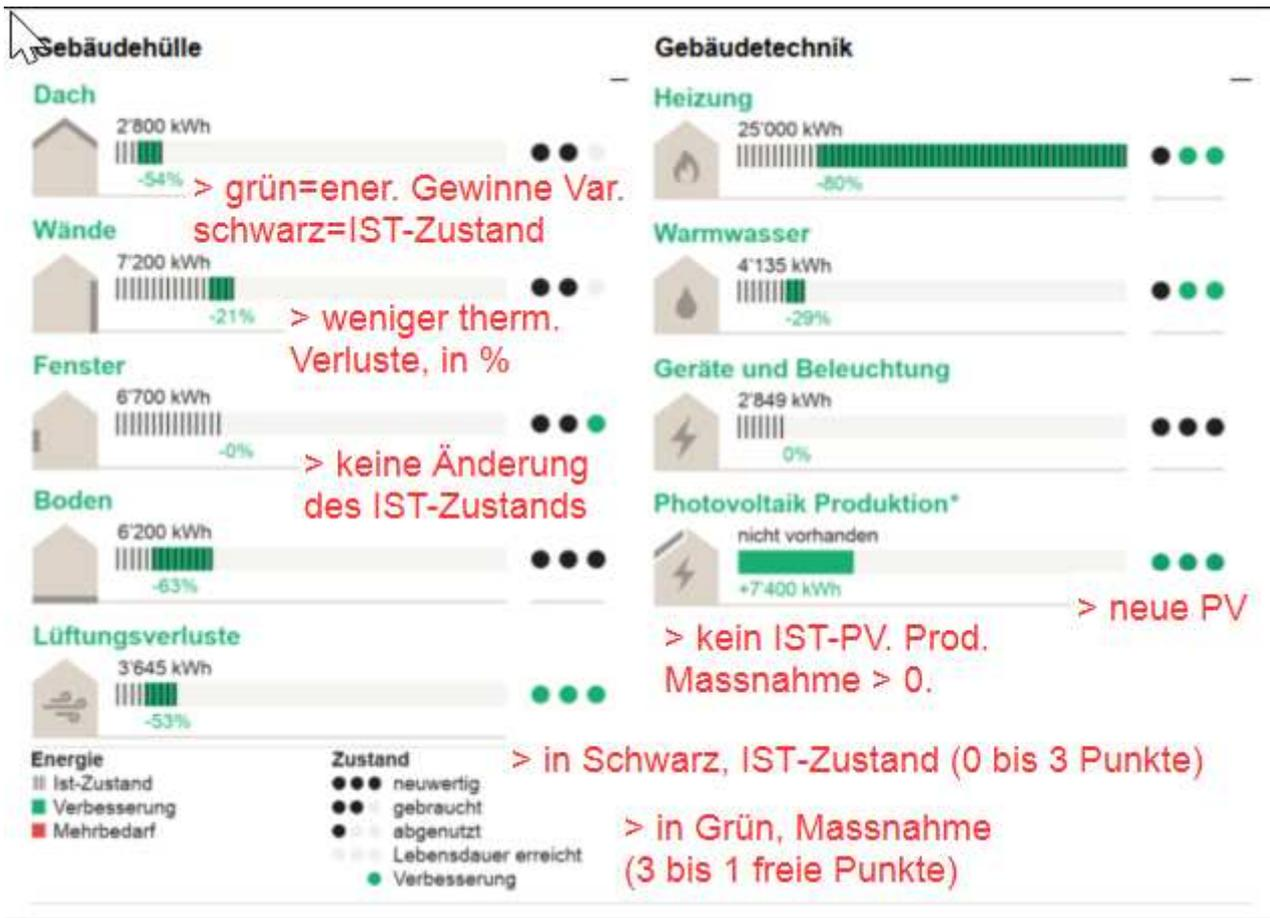 Gebäudehülle
Dach
2'800 kWh
-54%
> grün=ener. Gewinne Var.
schwarz=IST-Zustand
Wände
7'200 kWh
-21%
> weniger therm.
Verluste, in %
Fenster
6'700 kWh
-0%
> keine Änderung
des IST-Zustands
Boden
6'200 kWh
-63%
Lüftungsverluste
3'645 kWh
-53%
Gebäudetechnik
Heizung
25'000 kWh
-80%
Warmwasser
4'135 kWh
-29%
Geräte und Beleuchtung
2'849 kWh
0%
Photovoltaik Produktion*
nicht vorhanden
+7'400 kWh
> neue PV
> kein IST-PV. Prod.
Massnahme > 0.
Energie
Ist-Zustand
Verbesserung
Mehrbedarf
Zustand
neuwertig
gebraucht
abgenutzt
Lebensdauer erreicht
Verbesserung
> in Schwarz, IST-Zustand (0 bis 3 Punkte)
> in Grün, Massnahme
(3 bis 1 freie Punkte)